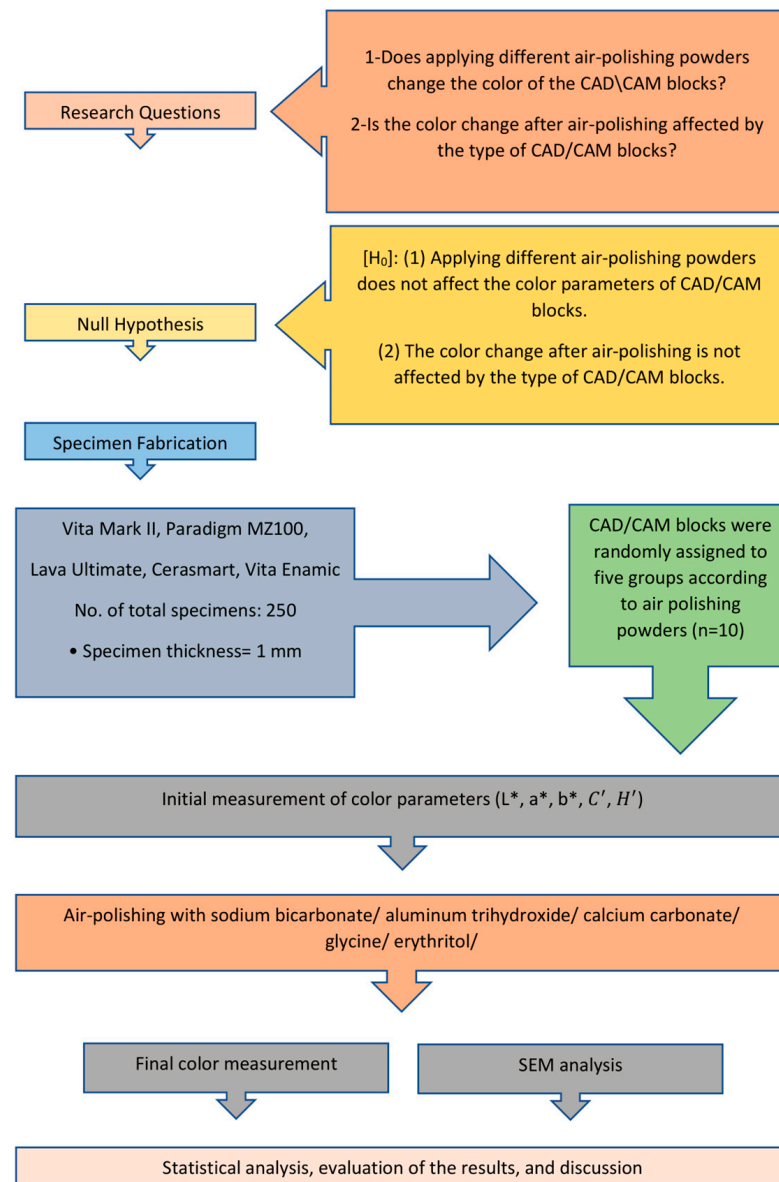 1-Does applying different air-polishing powders
change the color of the CAD\CAM blocks?
2-Is the color change after air-polishing affected by
the type of CAD/CAM blocks?
Research Questions
[H₀]: (1) Applying different air-polishing powders
does not affect the color parameters of CAD/CAM
blocks.
(2) The color change after air-polishing is not
affected by the type of CAD/CAM blocks.
Null Hypothesis
Specimen Fabrication
Vita Mark II, Paradigm MZ100,
Lava Ultimate, Cerasmart, Vita Enamic
No. of total specimens: 250
• Specimen thickness= 1 mm
CAD/CAM blocks were
randomly assigned to
five groups according
to air polishing
powders (n=10)
Initial measurement of color parameters (L*, a*, b*, C′, H′)
Air-polishing with sodium bicarbonate/ aluminum trihydroxide/ calcium carbonate/
glycine/ erythritol/
Final color measurement
SEM analysis
Statistical analysis, evaluation of the results, and discussion